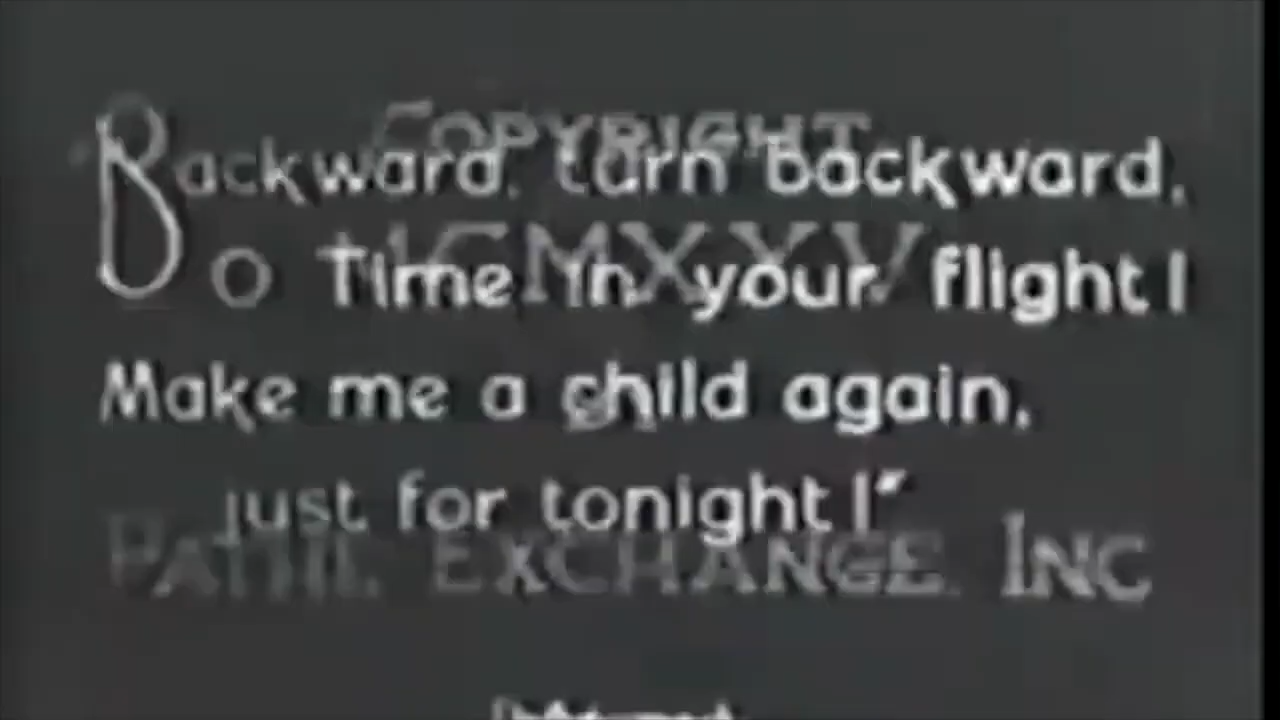 COPYRIGHT
Backward, turn backward,
MCMXXV
O Time in your flight!
Make me a child again,
just for tonight!"
PATHE EXCHANGE, INC